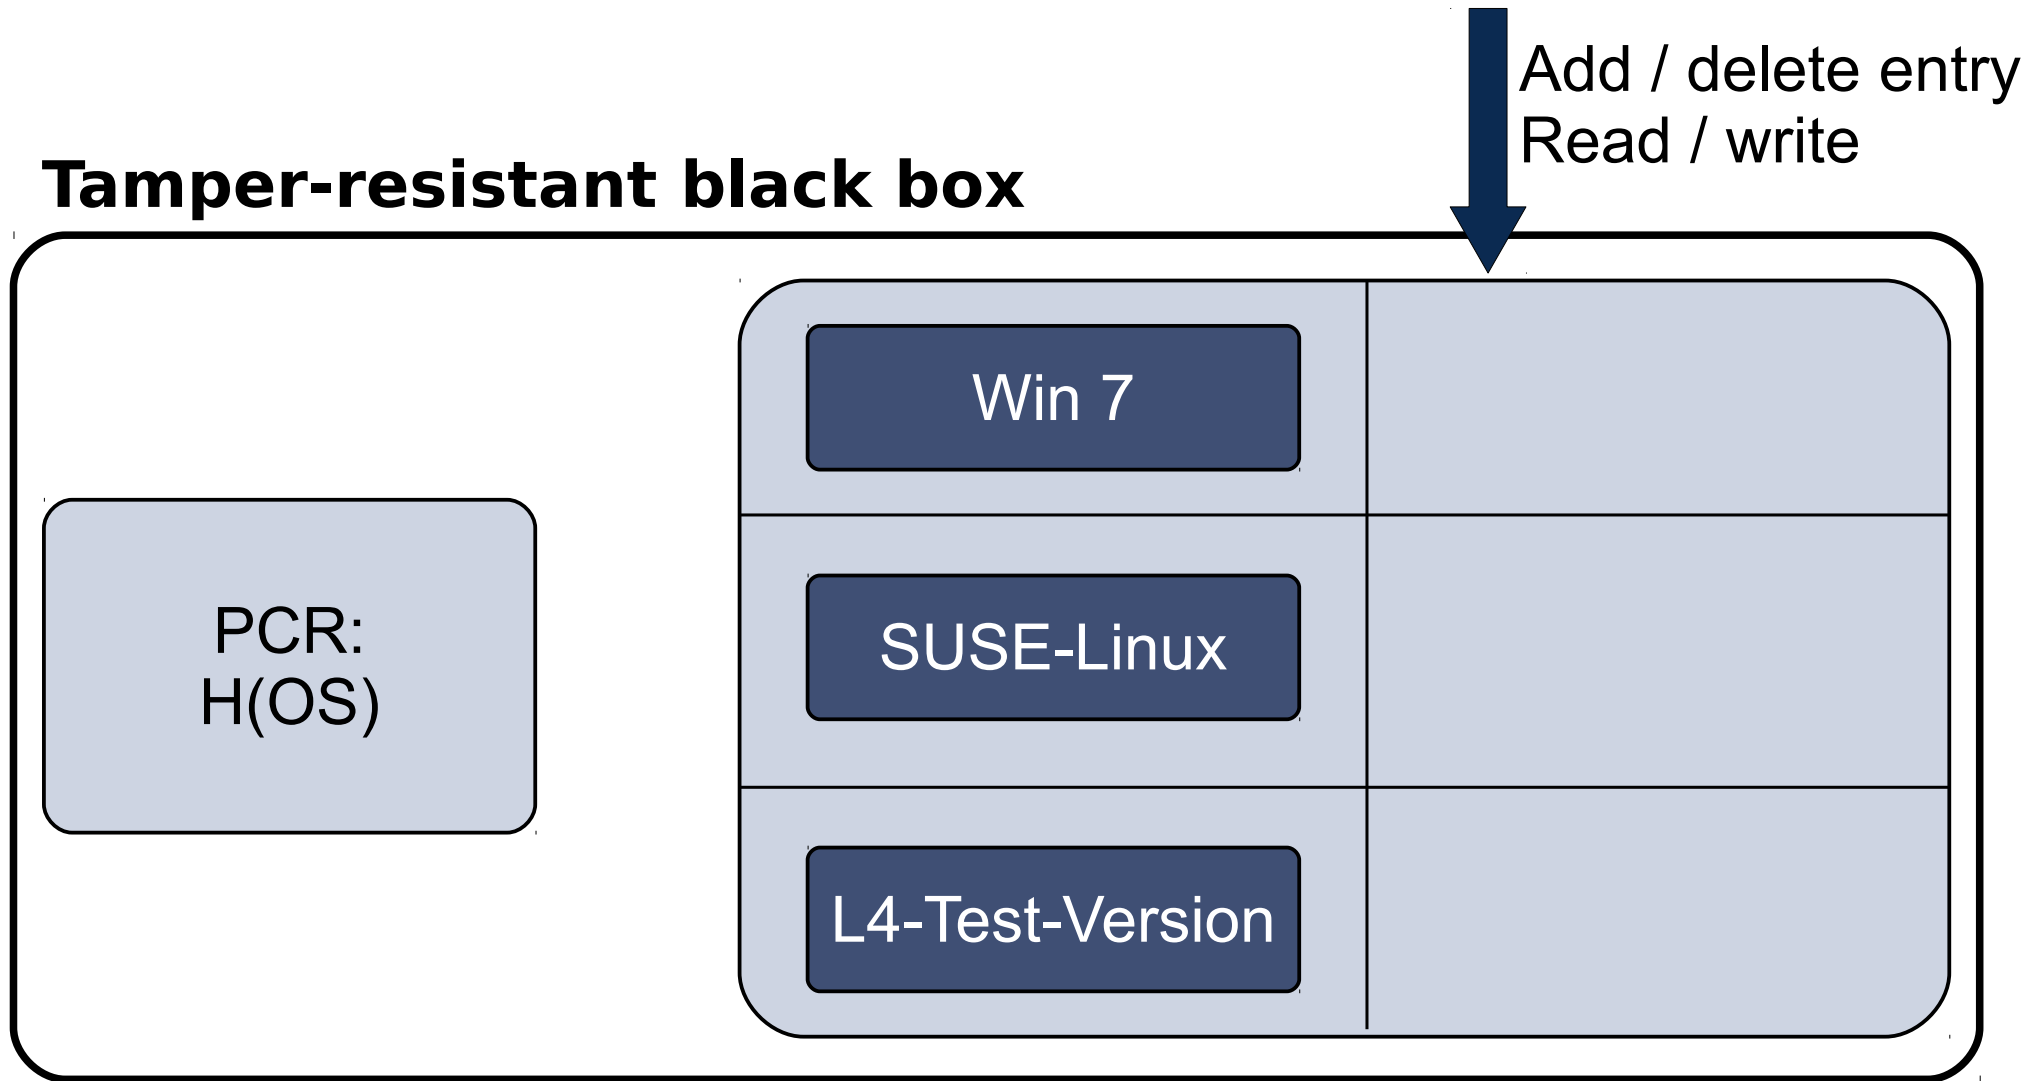 Add / delete entry
Read / write
Tamper-resistant black box
Win 7
PCR:
H(OS)
SUSE-Linux
L4-Test-Version